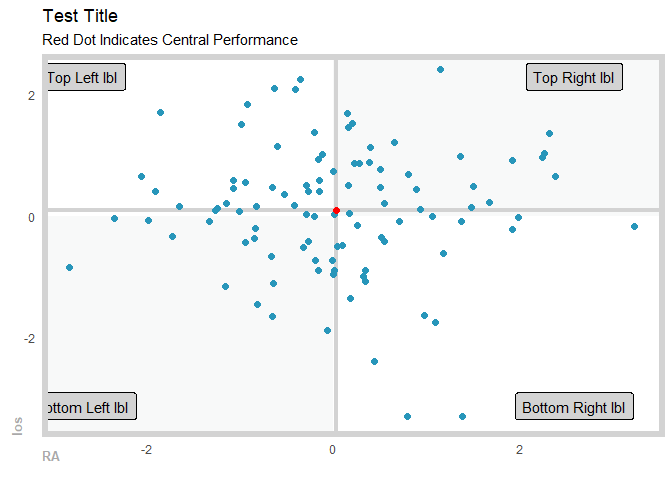 Test Title
Red Dot Indicates Central Performance
Top Left lbl
Top Right lbl
2
0
-2
ottom Left lbl
Bottom Right lbl
los
RA
-2
0
2